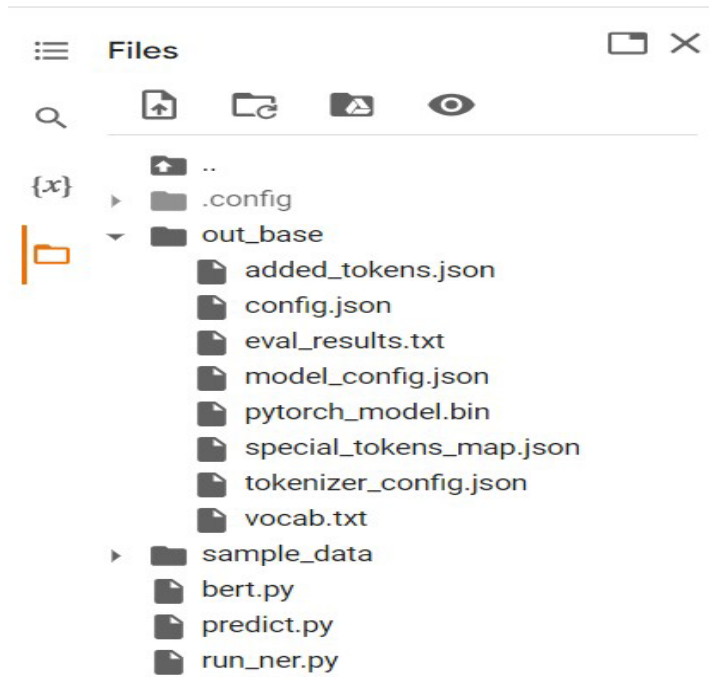 Files
{x}
..
.config
out_base
added_tokens.json
config.json
eval_results.txt
model_config.json
pytorch_model.bin
special_tokens_map.json
tokenizer_config.json
vocab.txt
sample_data
bert.py
predict.py
run_ner.py